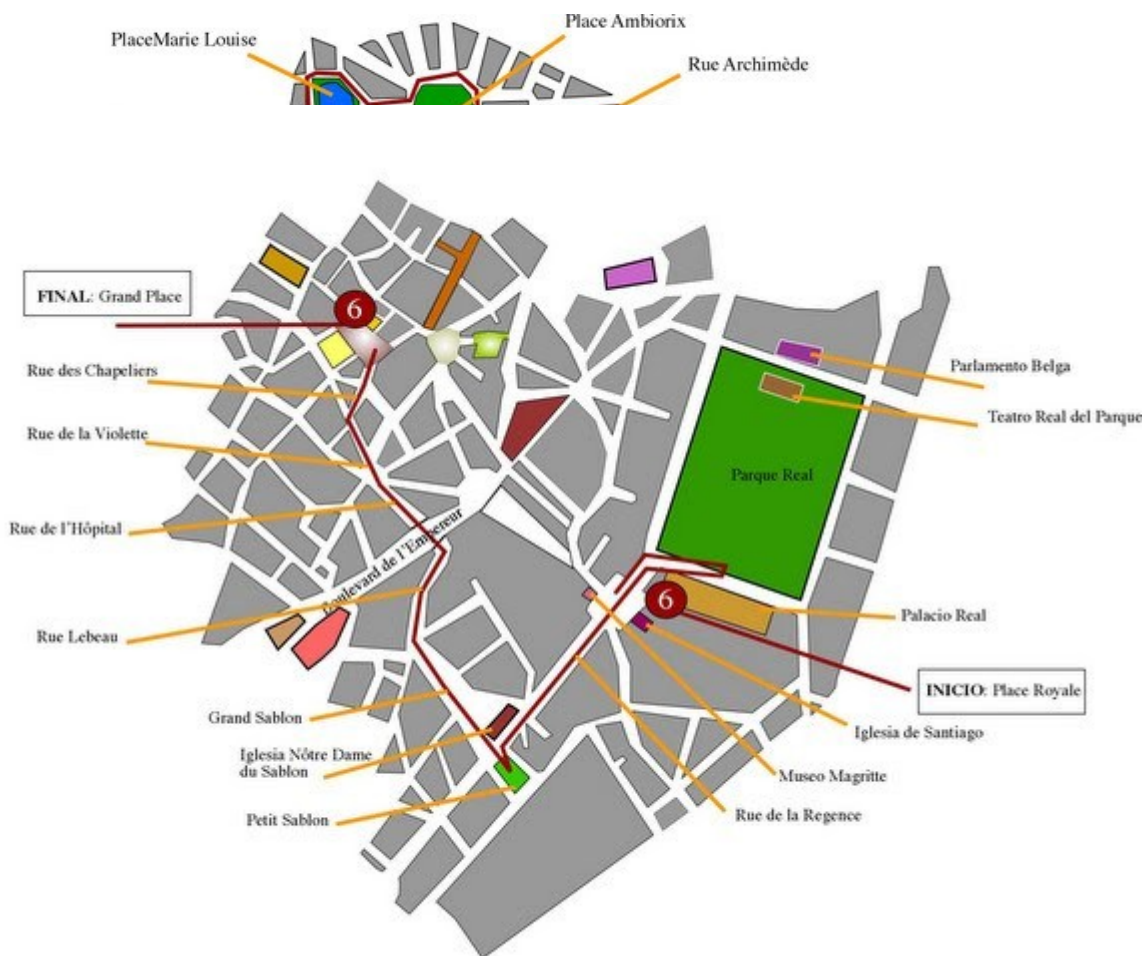 Place Ambiorix
PlaceMarie Louise
Rue Archimède
FINAL: Grand Place
6
Parlamento Belga
Rue des Chapeliers
Teatro Real del Parque
Rue de la Violette
Parque Real
Rue de l'Hôpital
Boulevard de l'Empereur
6
Palacio Real
Rue Lebeau
INICIO: Place Royale
Grand Sablon
Iglesia de Santiago
Iglesia Nôtre Dame
du Sablon
Museo Magritte
Petit Sablon
Rue de la Regence